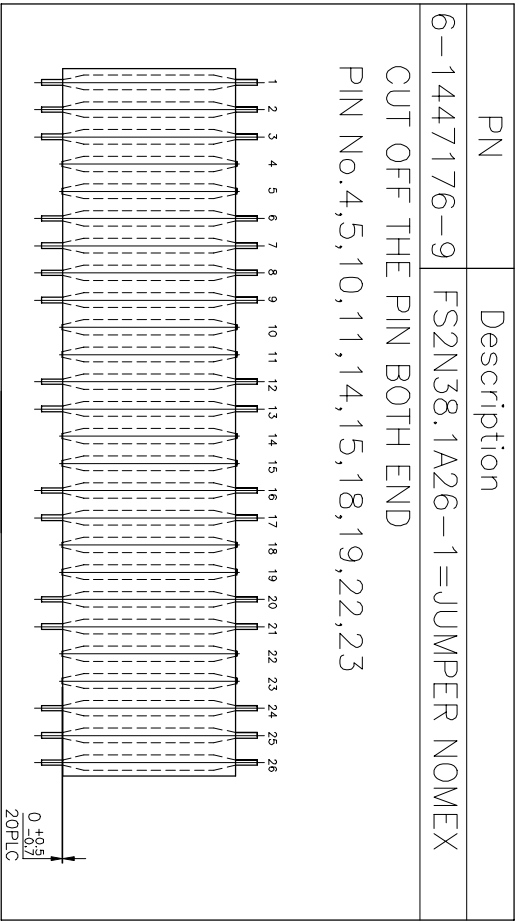 PN Description
6-1447176-9 FS2N38.1A26-1=JUMPER NOMEX
CUT OFF THE PIN BOTH END
PIN No.4,5,10,11,14,15,18,19,22,23
1 2 3 4 5 6 7 8 9 10 11 12 13 14 15 16 17 18 19 20 21 22 23 24 25 26
0 +0.5
-0.7
20PLC